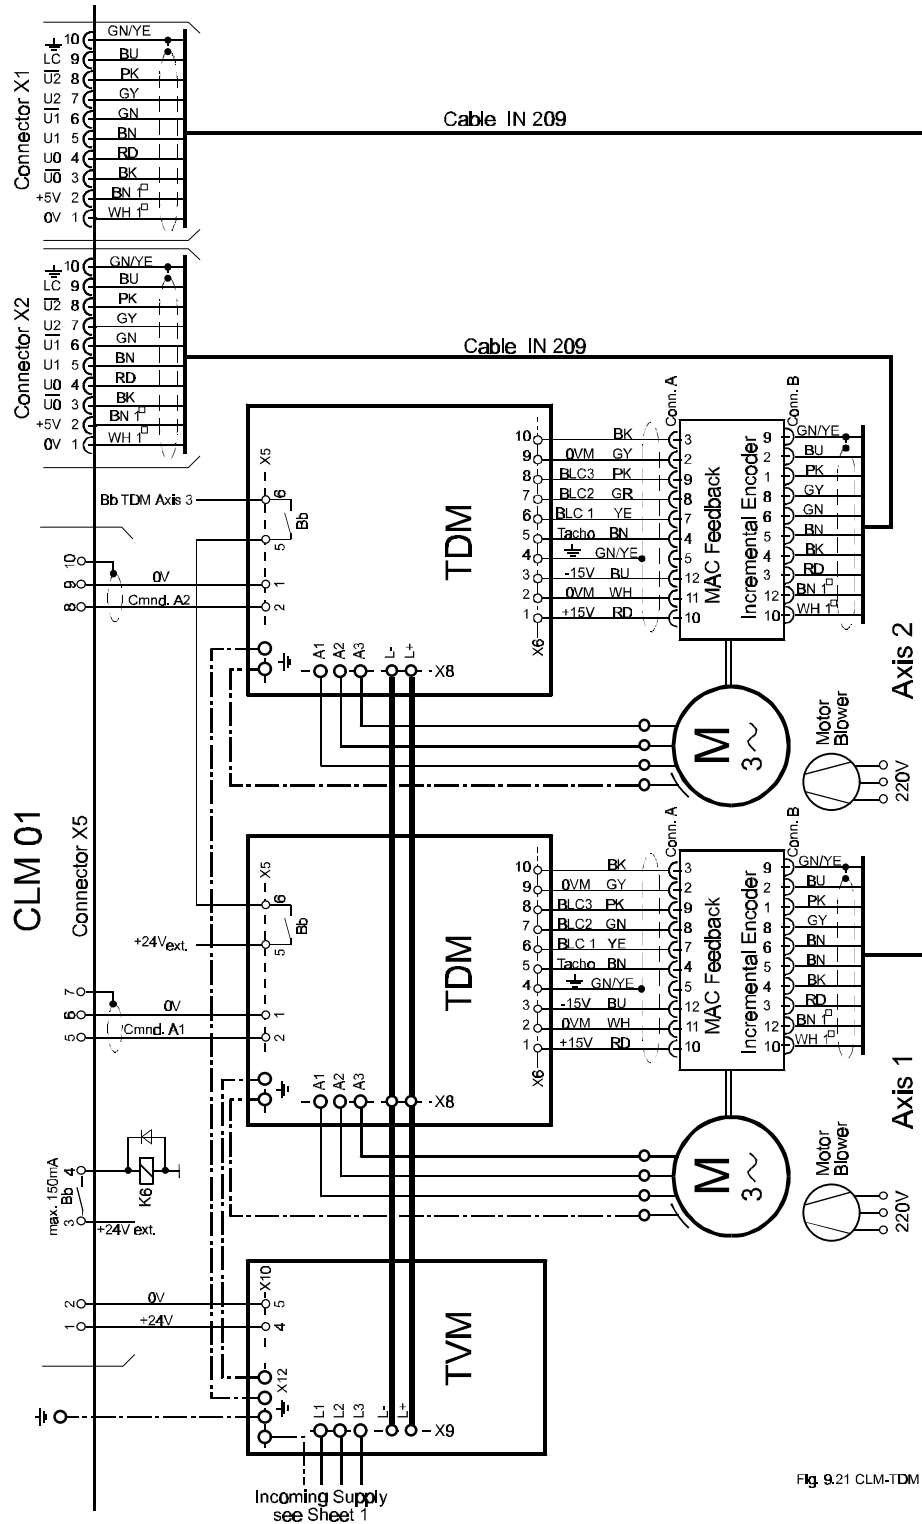 Connector X1
10 GN/YE
LC 9 BU
U2 8 PK
U2 7 GY
U1 6 GN
U1 5 BN
U0 4 RD
U0 3 BK
+5V 2 BN 1□
0V 1 WH 1□
Cable IN 209
Connector X2
10 GN/YE
LC 9 BU
U2 8 PK
U2 7 GY
U1 6 GN
U1 5 BN
U0 4 RD
U0 3 BK
+5V 2 BN 1□
0V 1 WH 1□
Cable IN 209
CLM 01
Connector X5
Bb TDM Axis 3
10
9 0V
8 Cmnd. A2
X5
6
Bb
5
1
2
TDM
10 BK 3
9 0VM GY 2
8 BLC3 PK 9
7 BLC2 GR 8
6 BLC 1 YE 7
5 Tacho BN 4
4 GN/YE 5
3 -15V BU 12
2 0VM WH 11
1 +15V RD 10
X6
A1 A2 A3 L- L+ X8
Conn. A
MAC Feedback
Incremental Encoder
Conn. B
9 GN/YE
2 BU
1 PK
8 GY
6 GN
5 BN
4 BK
3 RD
12 BN 1□
10 WH 1□
Axis 2
M
3
Motor
Blower
220V
+24Vext.
7
6 0V
5 Cmnd. A1
X5
6
Bb
5
1
2
TDM
10 BK 3
9 0VM GY 2
8 BLC3 PK 9
7 BLC2 GN 8
6 BLC 1 YE 7
5 Tacho BN 4
4 GN/YE 5
3 -15V BU 12
2 0VM WH 11
1 +15V RD 10
X6
A1 A2 A3 L- L+ X8
Conn. A
MAC Feedback
Incremental Encoder
Conn. B
9 GN/YE
2 BU
1 PK
8 GY
6 BN
5 BN
4 BK
3 RD
12 BN 1□
10 WH 1□
Axis 1
M
3
Motor
Blower
220V
max. 150mA
4
Bb
3
K6
+24V ext.
2 0V
1 +24V
X10
5
4
X12
TVM
L1 L2 L3 L- L+ X9
Incoming Supply
see Sheet 1
Fig. 9.21 CLM-TDM